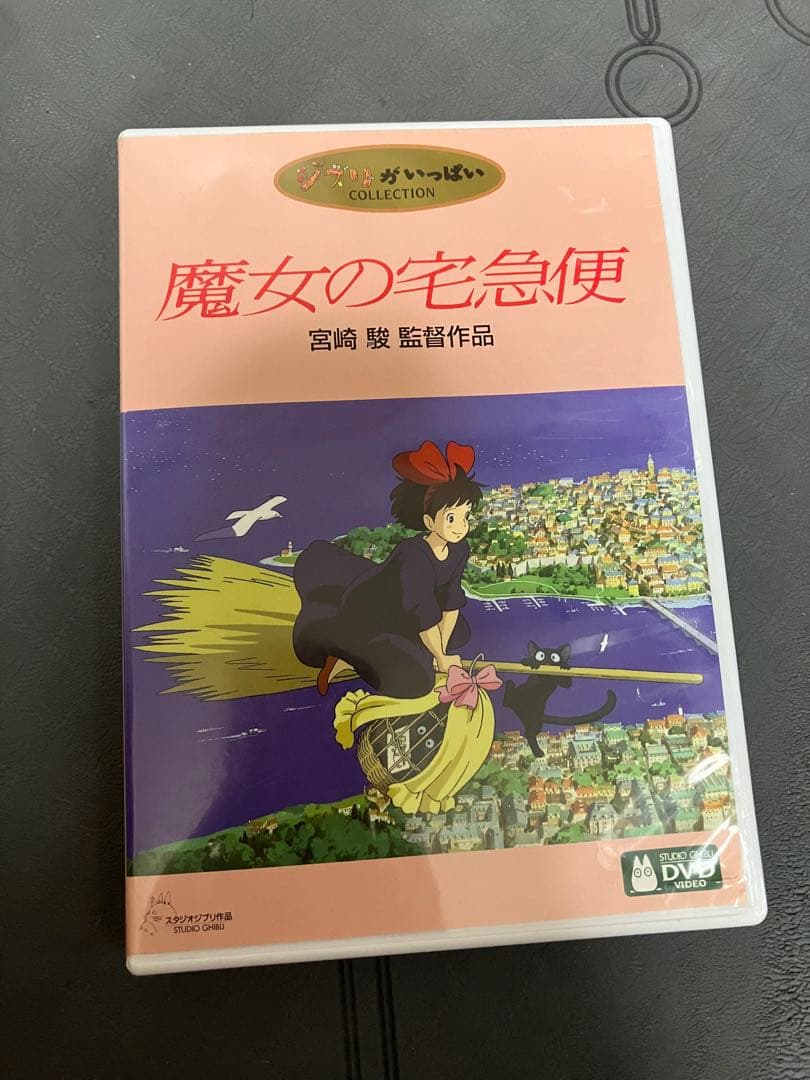 ジブリがいっぱい
COLLECTION
魔女の宅急便
宮崎 駿 監督作品
STUDIO GHIBLI
DVD
VIDEO
スタジオジブリ作品
STUDIO GHIBLI